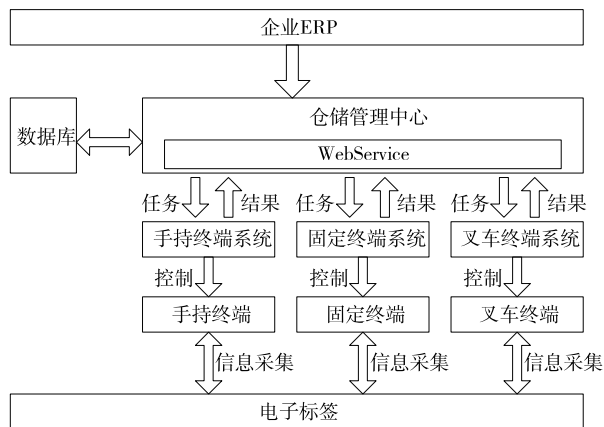 企业ERP
数据库
仓储管理中心
WebService
任务 结果 任务 结果 任务 结果
手持终端系统 固定终端系统 叉车终端系统
控制 控制 控制
手持终端 固定终端 叉车终端
信息采集 信息采集 信息采集
电子标签